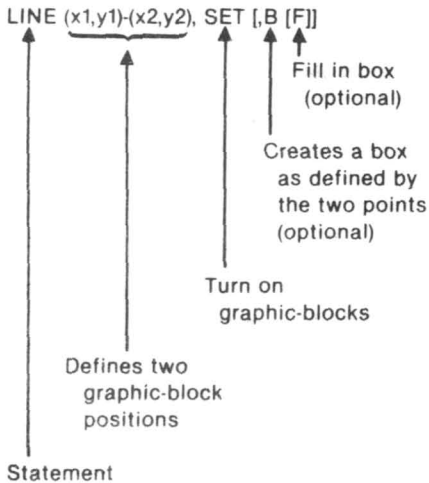 LINE (x1,y1)-(x2,y2), SET [,B [F]]
Fill in box
(optional)
Creates a box
as defined by
the two points
(optional)
Turn on
graphic-blocks
Defines two
graphic-block
positions
Statement